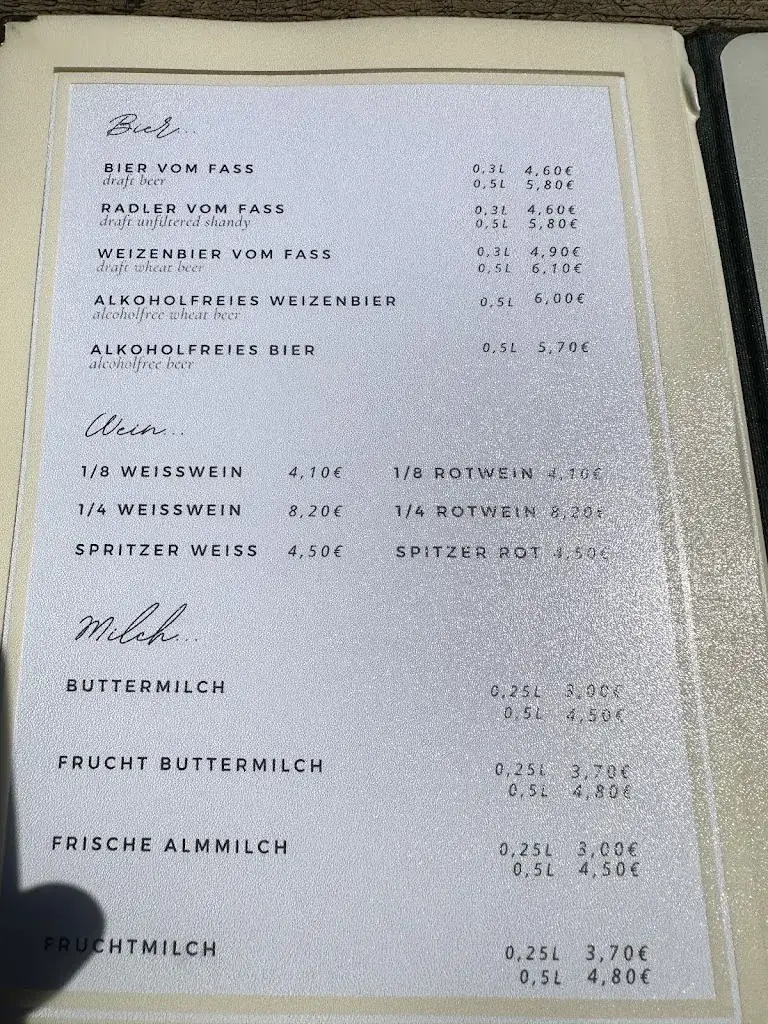 Bier...
BIER VOM FASS 0,3L 4,60€
draft beer 0,5L 5,80€
RADLER VOM FASS 0,3L 4,60€
draft unfiltered shandy 0,5L 5,80€
WEIZENBIER VOM FASS 0,3L 4,90€
draft wheat beer 0,5L 6,10€
ALKOHOLFREIES WEIZENBIER 0,5L 6,00€
alcoholfree wheat beer
ALKOHOLFREIES BIER 0,5L 5,70€
alcoholfree beer
Wein...
1/8 WEISSWEIN 4,10€ 1/8 ROTWEIN 4,10€
1/4 WEISSWEIN 8,20€ 1/4 ROTWEIN 8,20€
SPRITZER WEISS 4,50€ SPITZER ROT 4,50€
Milch...
BUTTERMILCH 0,25L 3,00€
0,5L 4,50€
FRUCHT BUTTERMILCH 0,25L 3,70€
0,5L 4,80€
FRISCHE ALMMILCH 0,25L 3,00€
0,5L 4,50€
FRUCHTMILCH 0,25L 3,70€
0,5L 4,80€